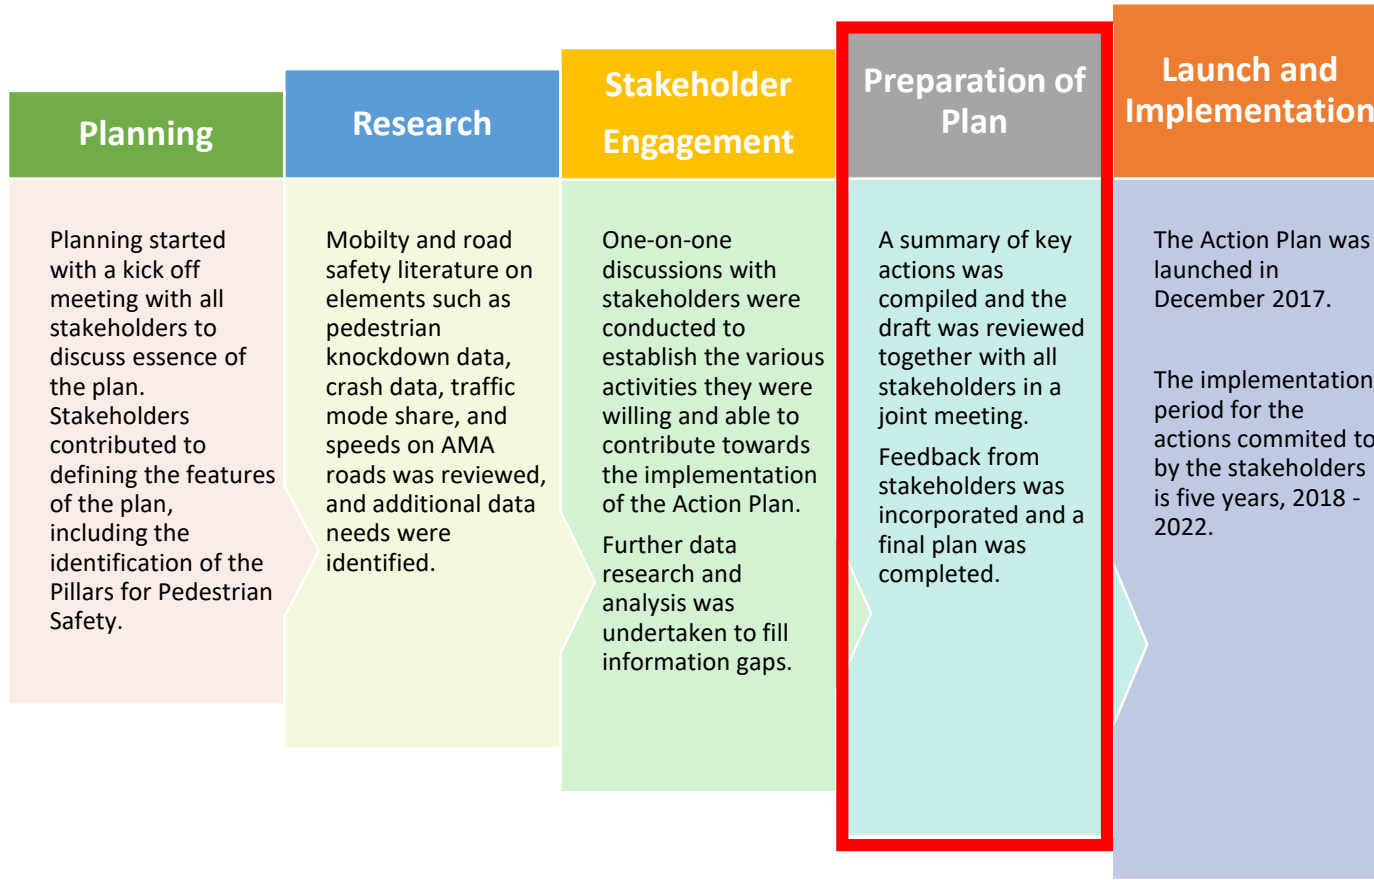 Planning
Planning started
with a kick off
meeting with all
stakeholders to
discuss essence of
the plan.
Stakeholders
contributed to
defining the features
of the plan,
including the
identification of the
Pillars for Pedestrian
Safety.
Research
Mobilty and road
safety literature on
elements such as
pedestrian
knockdown data,
crash data, traffic
mode share, and
speeds on AMA
roads was reviewed,
and additional data
needs were
identified.
Stakeholder
Engagement
One-on-one
discussions with
stakeholders were
conducted to
establish the various
activities they were
willing and able to
contribute towards
the implementation
of the Action Plan.
Further data
research and
analysis was
undertaken to fill
information gaps.
Preparation of
Plan
A summary of key
actions was
compiled and the
draft was reviewed
together with all
stakeholders in a
joint meeting.
Feedback from
stakeholders was
incorporated and a
final plan was
completed.
Launch and
Implementation
The Action Plan was
launched in
December 2017.
The implementation
period for the
actions commited to
by the stakeholders
is five years, 2018 -
2022.